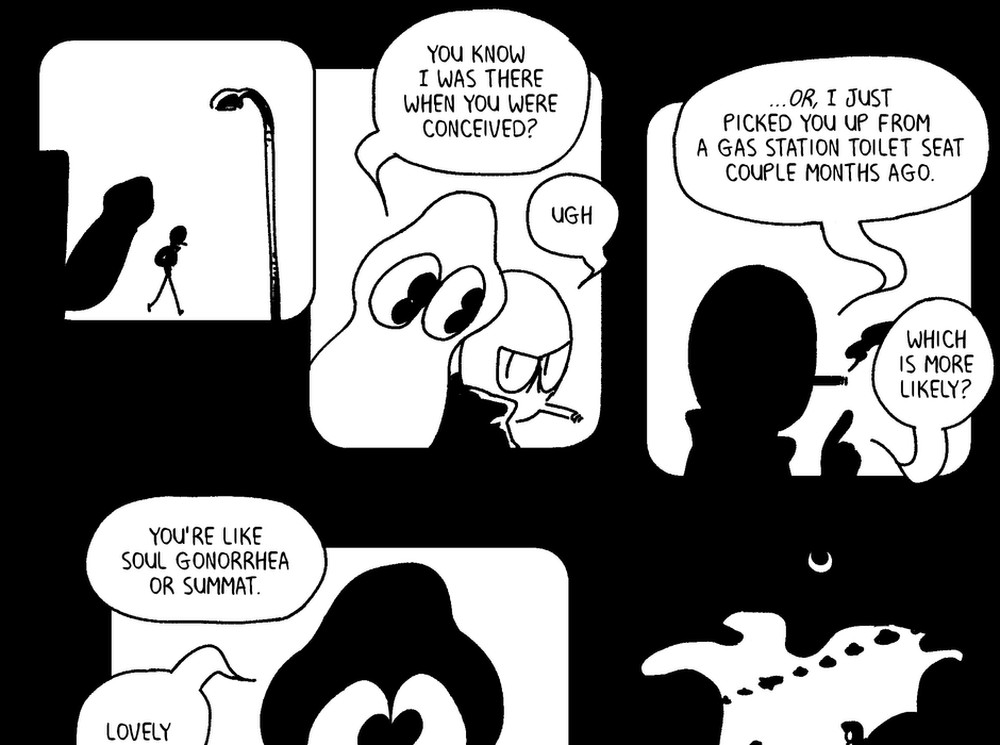 YOU KNOW
I WAS THERE
WHEN YOU WERE
CONCEIVED?
UGH
...OR, I JUST
PICKED YOU UP FROM
A GAS STATION TOILET SEAT
COUPLE MONTHS AGO.
WHICH
IS MORE
LIKELY?
YOU'RE LIKE
SOUL GONORRHEA
OR SUMMAT.
LOVELY